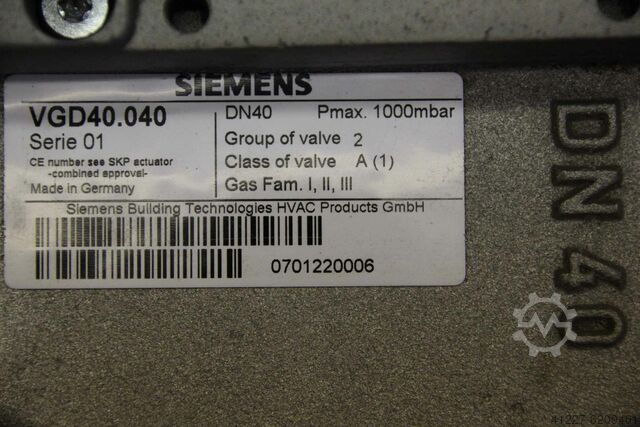 SIEMENS
VGD40.040
Serie 01
CE number see SKP actuator
-combined approval-
Made in Germany
DN40 Pmax. 1000mbar
Group of valve 2
Class of valve A (1)
Gas Fam. I, II, III
Siemens Building Technologies HVAC Products GmbH
0701220006
DN 40